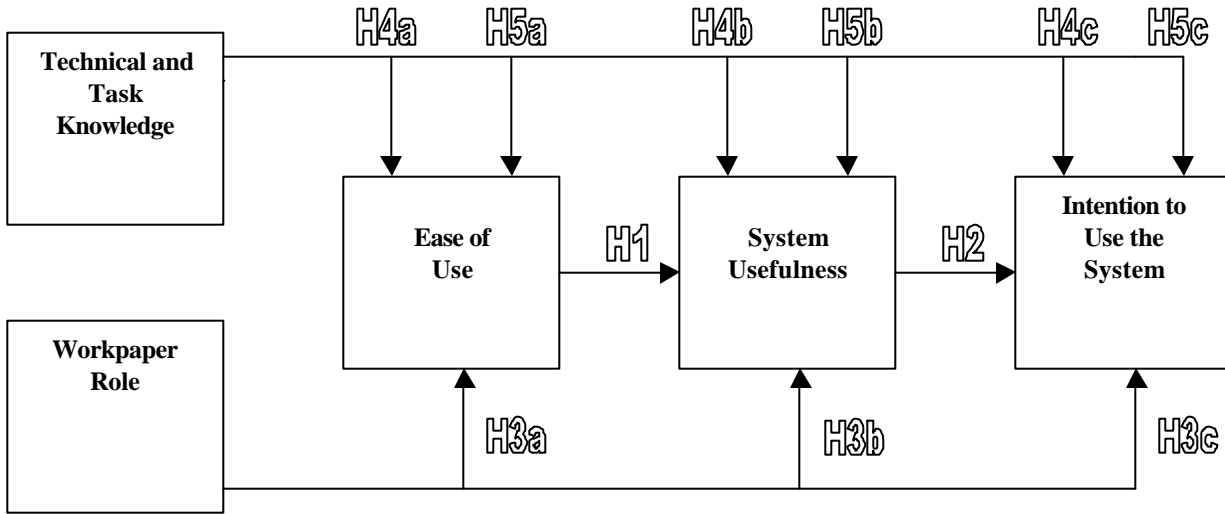 H4a H5a H4b H5b H4c H5c
Technical and
Task
Knowledge
Ease of
Use
H1
System
Usefulness
H2
Intention to
Use the
System
Workpaper
Role
H3a H3b H3c